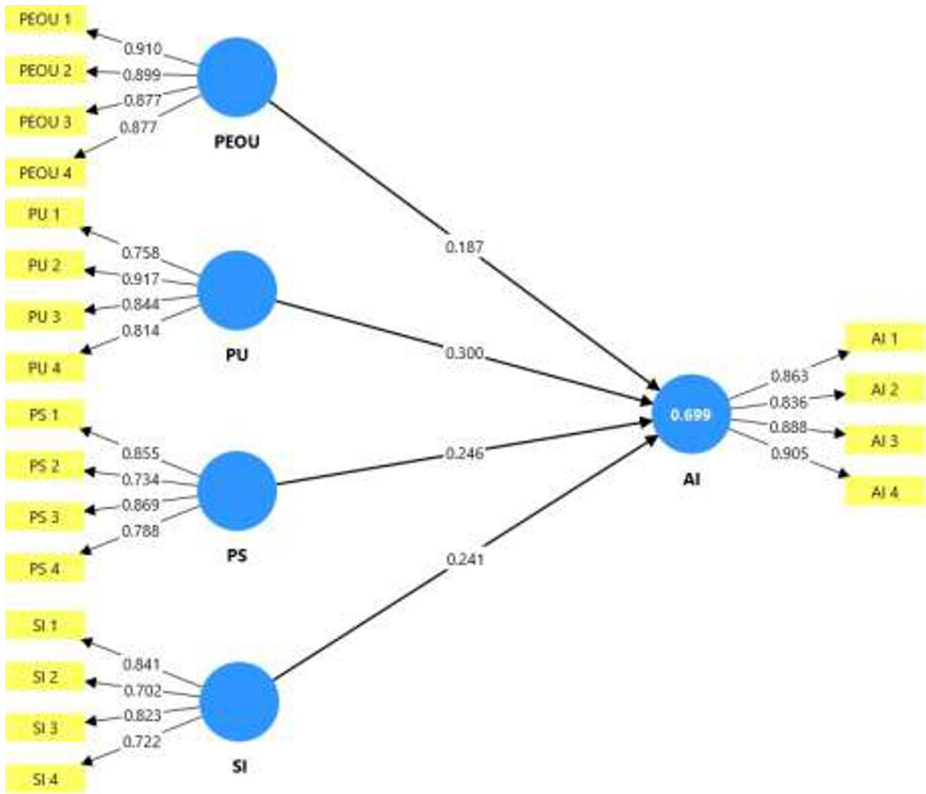 PEOU 1
0.910
PEOU 2
0.899
PEOU 3
0.877
PEOU 4
0.877
PEOU
PU 1
0.758
PU 2
0.917
PU 3
0.844
PU 4
0.814
PU
PS 1
0.855
PS 2
0.734
PS 3
0.869
PS 4
0.788
PS
SI 1
0.841
SI 2
0.702
SI 3
0.823
SI 4
0.722
SI
0.187
0.300
0.246
0.241
0.699
AI
0.863
AI 1
0.836
AI 2
0.888
AI 3
0.905
AI 4